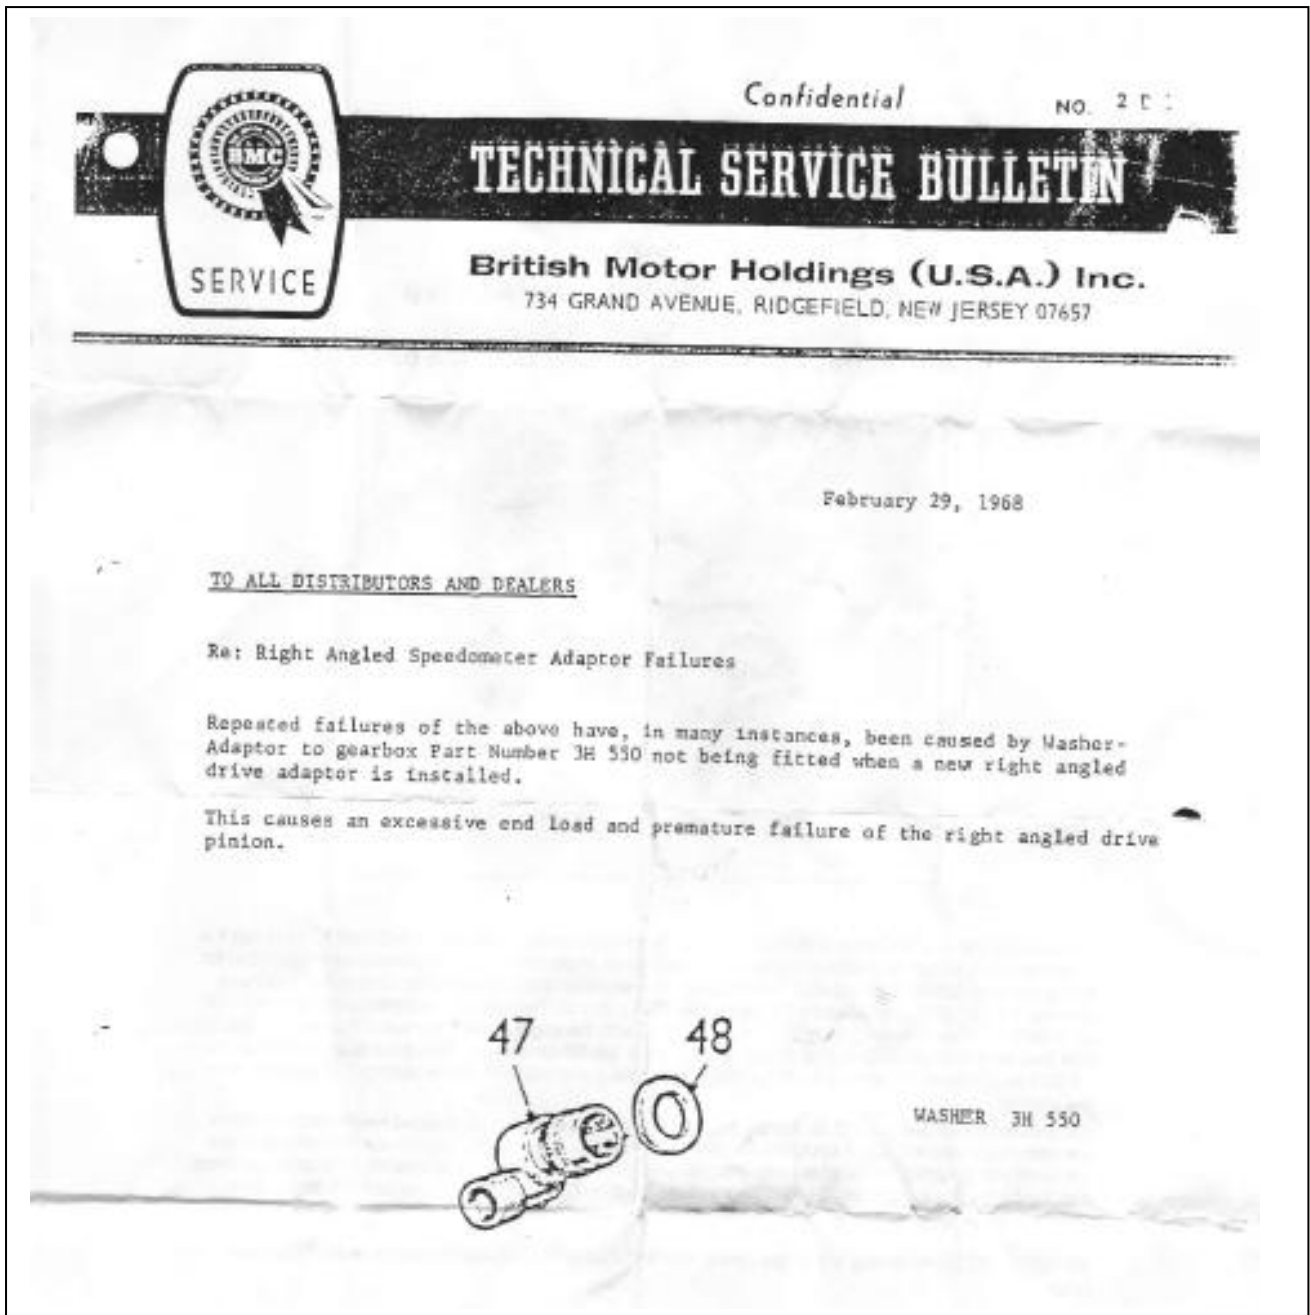 Confidential
NO. 2
BMC
TECHNICAL SERVICE BULLETIN
SERVICE
British Motor Holdings (U.S.A.) Inc.
734 GRAND AVENUE, RIDGEFIELD, NEW JERSEY 07657
February 29, 1968
TO ALL DISTRIBUTORS AND DEALERS
Re: Right Angled Speedometer Adaptor Failures
Repeated failures of the above have, in many instances, been caused by Washer-
Adaptor to gearbox Part Number 3H 550 not being fitted when a new right angled
drive adaptor is installed.
This causes an excessive end load and premature failure of the right angled drive
pinion.
47 48
WASHER 3H 550